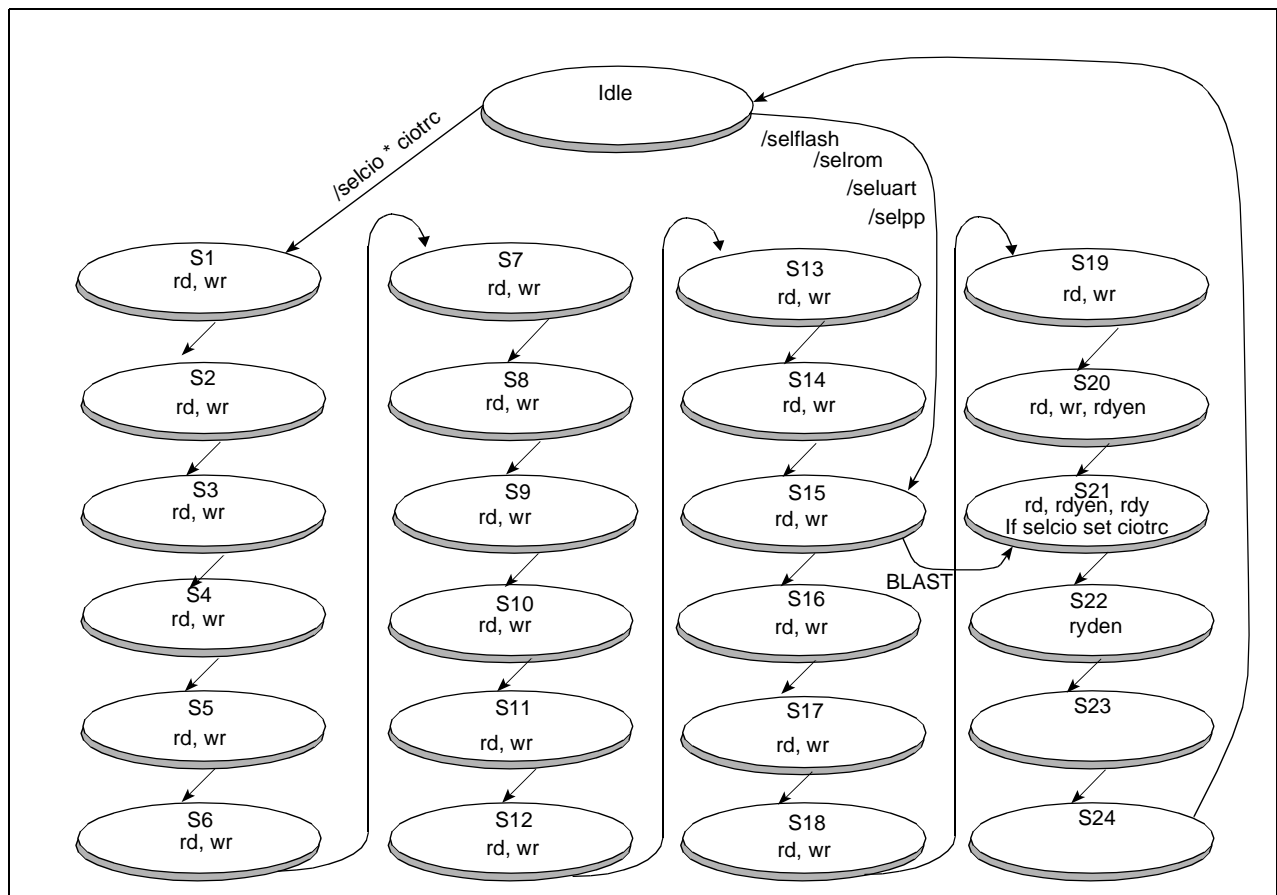 Idle
/selcio * ciotrc
/selflash
/selrom
/seluart
/selpp
S1
rd, wr
S2
rd, wr
S3
rd, wr
S4
rd, wr
S5
rd, wr
S6
rd, wr
S7
rd, wr
S8
rd, wr
S9
rd, wr
S10
rd, wr
S11
rd, wr
S12
rd, wr
S13
rd, wr
S14
rd, wr
S15
rd, wr
BLAST
S16
rd, wr
S17
rd, wr
S18
rd, wr
S19
rd, wr
S20
rd, wr, rdyen
S21
rd, rdyen, rdy
If selcio set ciotrc
S22
ryden
S23
S24